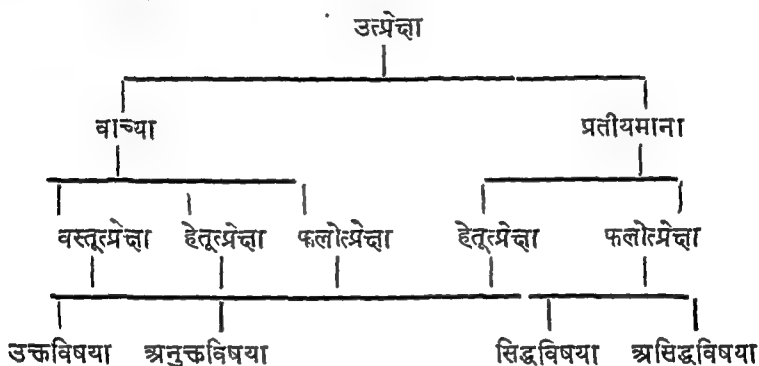 उत्प्रेक्षा
वाच्या प्रतीयमाना
वस्तूत्प्रेक्षा हेतूत्प्रेक्षा फलोत्प्रेक्षा हेतूत्प्रेक्षा फलोत्प्रेक्षा
उक्तविषया अनुक्तविषया सिद्धविषया असिद्धविषया